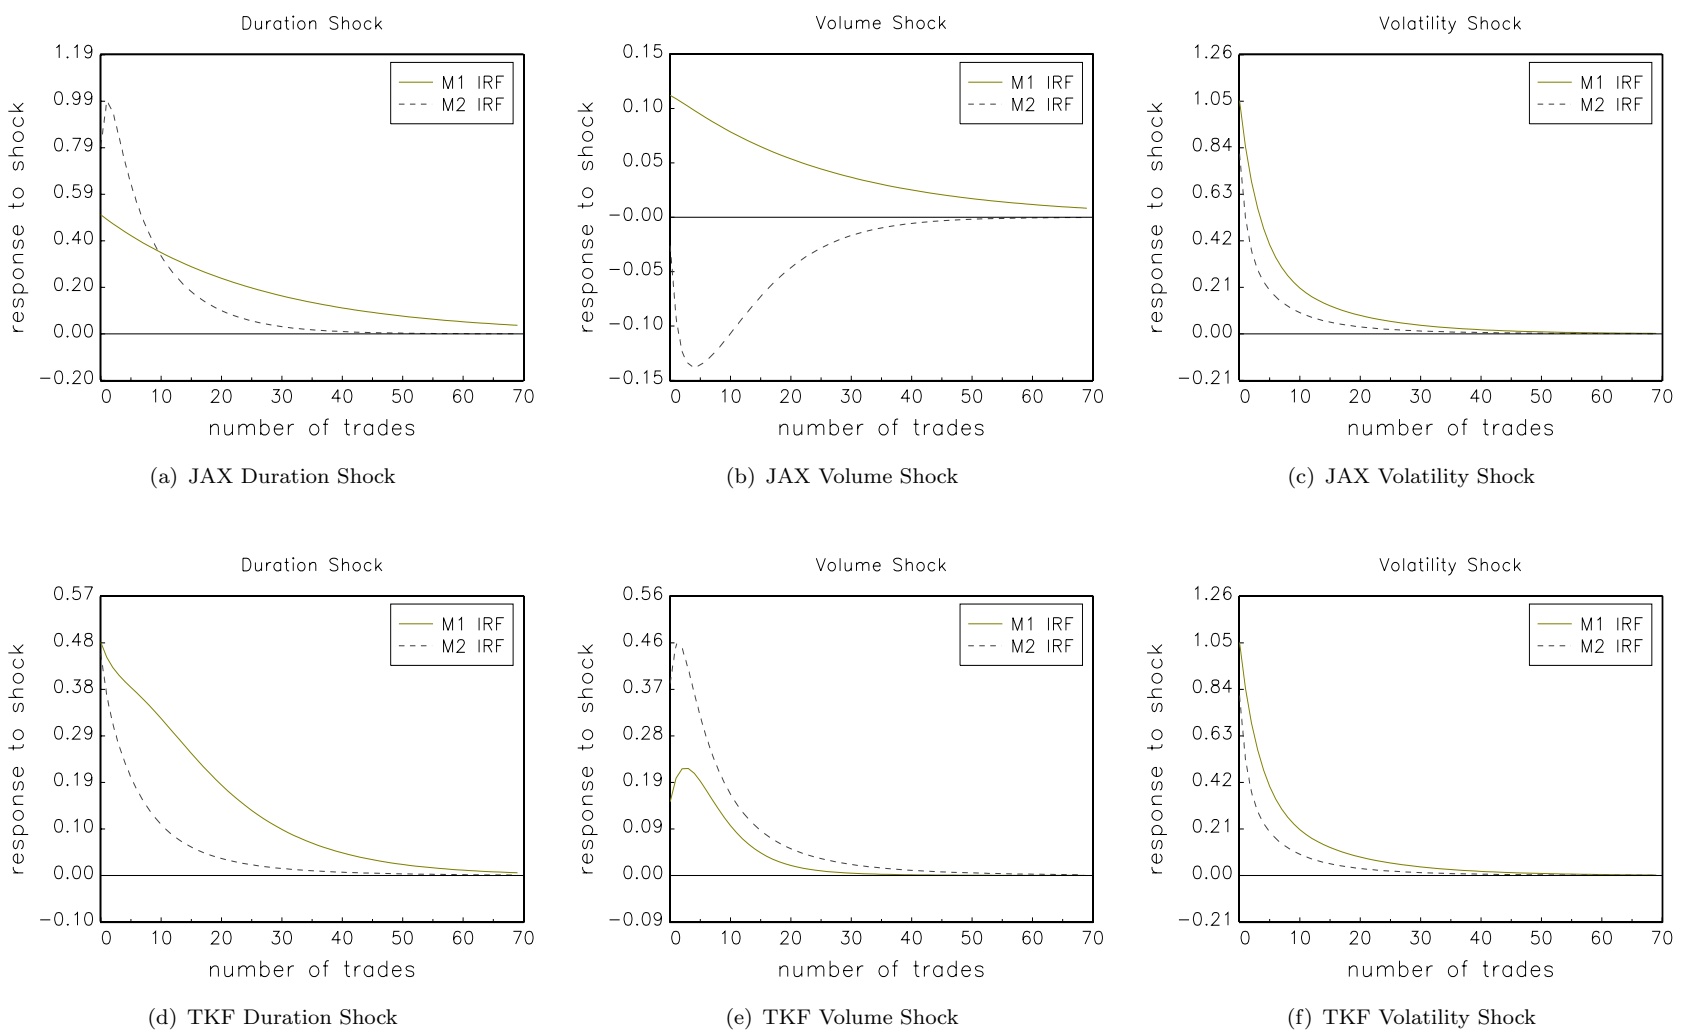 Duration Shock
1.19
0.99
0.79
0.59
0.40
0.20
0.00
−0.20
response to shock
M1 IRF
M2 IRF
0 10 20 30 40 50 60 70
number of trades
(a) JAX Duration Shock
Volume Shock
0.15
0.10
0.05
−0.00
−0.05
−0.10
−0.15
response to shock
M1 IRF
M2 IRF
0 10 20 30 40 50 60 70
number of trades
(b) JAX Volume Shock
Volatility Shock
1.26
1.05
0.84
0.63
0.42
0.21
0.00
−0.21
response to shock
M1 IRF
M2 IRF
0 10 20 30 40 50 60 70
number of trades
(c) JAX Volatility Shock
Duration Shock
0.57
0.48
0.38
0.29
0.19
0.10
0.00
−0.10
response to shock
M1 IRF
M2 IRF
0 10 20 30 40 50 60 70
number of trades
(d) TKF Duration Shock
Volume Shock
0.56
0.46
0.37
0.28
0.19
0.09
0.00
−0.09
response to shock
M1 IRF
M2 IRF
0 10 20 30 40 50 60 70
number of trades
(e) TKF Volume Shock
Volatility Shock
1.26
1.05
0.84
0.63
0.42
0.21
0.00
−0.21
response to shock
M1 IRF
M2 IRF
0 10 20 30 40 50 60 70
number of trades
(f) TKF Volatility Shock